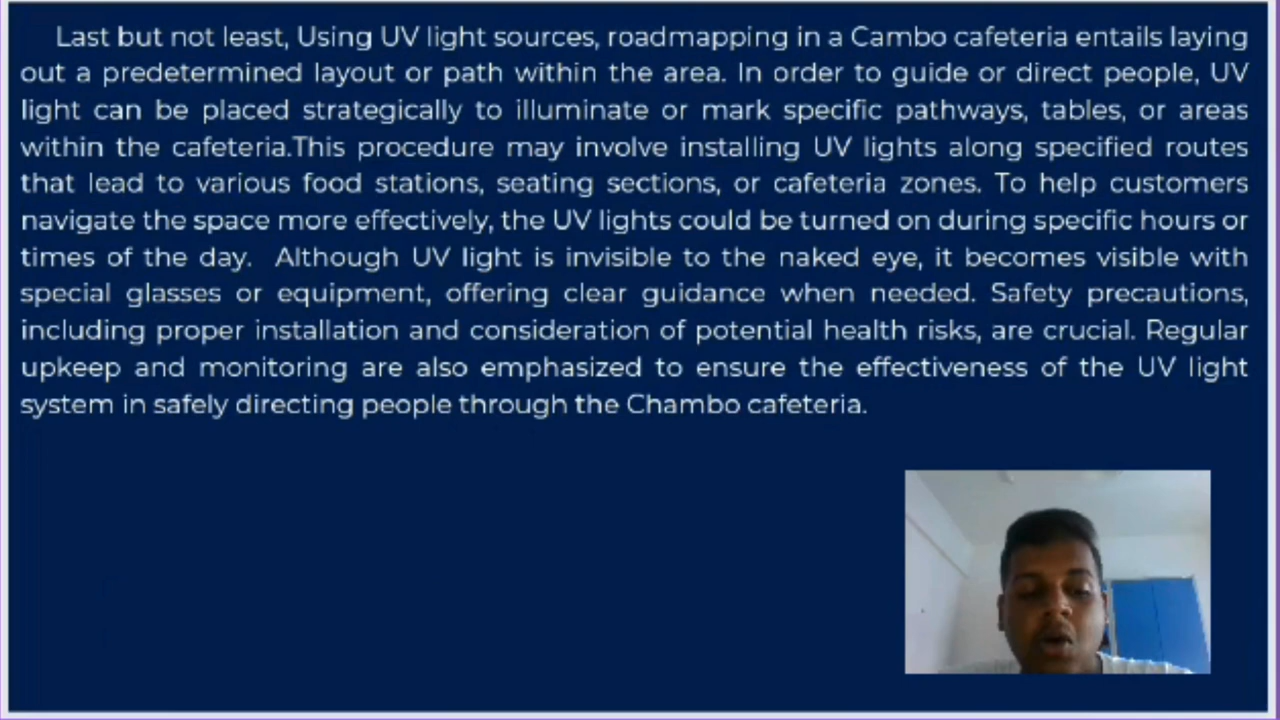 Last but not least, Using UV light sources, roadmapping in a Cambo cafeteria entails laying
out a predetermined layout or path within the area. In order to guide or direct people, UV
light can be placed strategically to illuminate or mark specific pathways, tables, or areas
within the cafeteria.This procedure may involve installing UV lights along specified routes
that lead to various food stations, seating sections, or cafeteria zones. To help customers
navigate the space more effectively, the UV lights could be turned on during specific hours or
times of the day. Although UV light is invisible to the naked eye, it becomes visible with
special glasses or equipment, offering clear guidance when needed. Safety precautions,
including proper installation and consideration of potential health risks, are crucial. Regular
upkeep and monitoring are also emphasized to ensure the effectiveness of the UV light
system in safely directing people through the Chambo cafeteria.